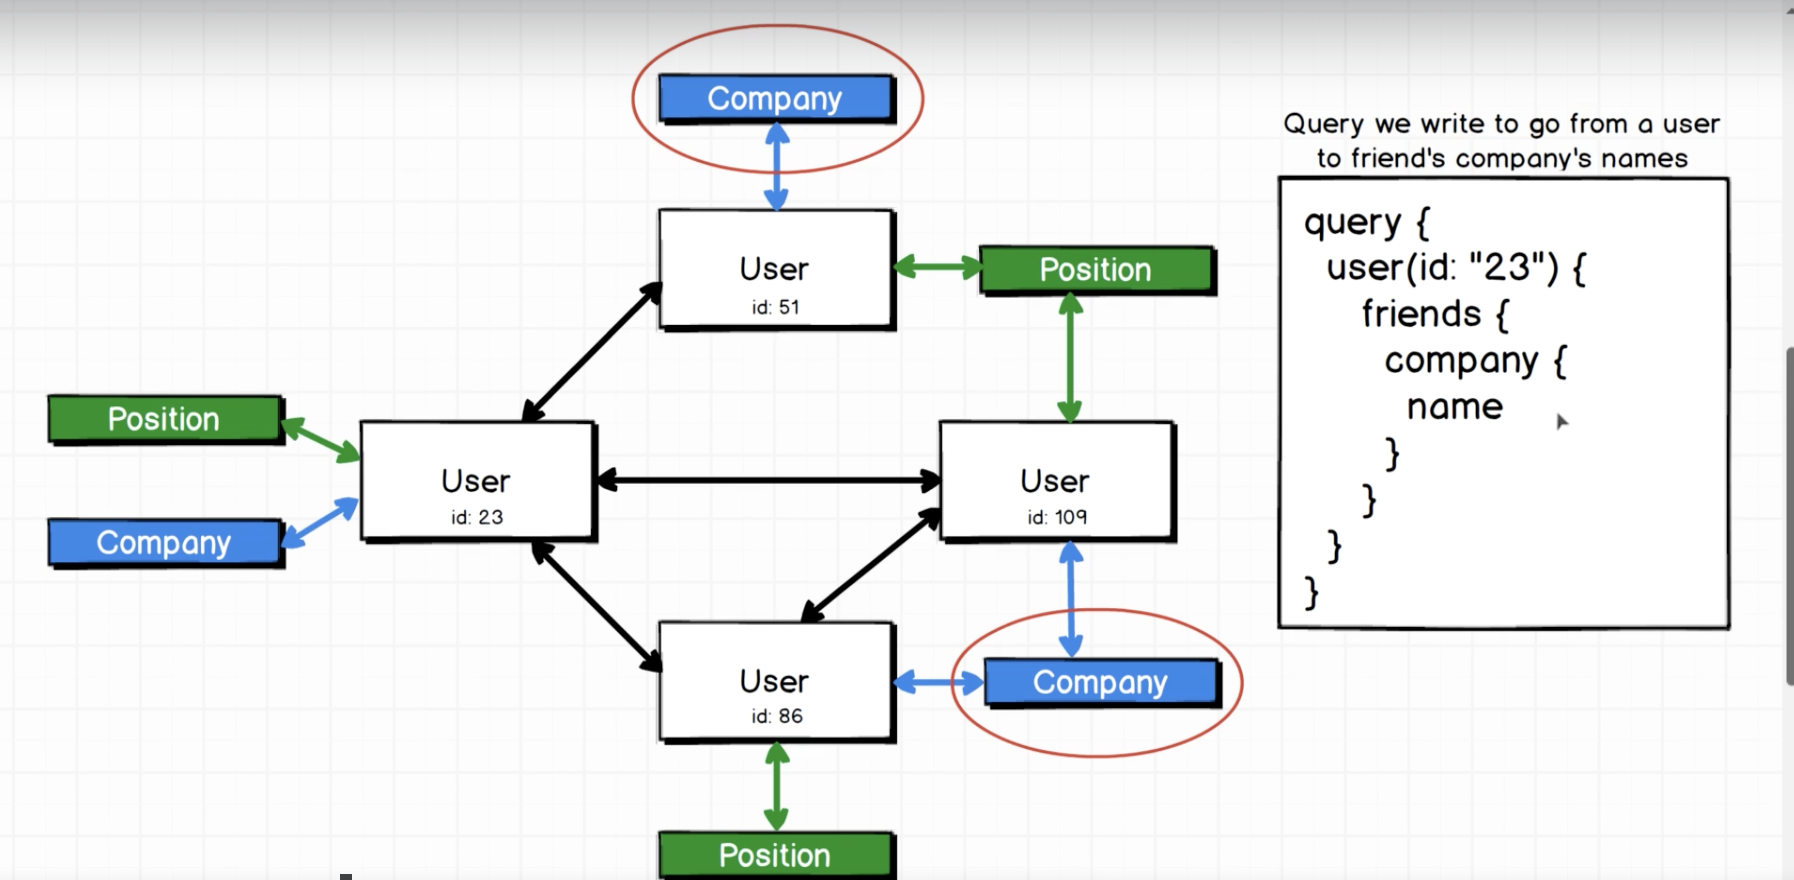 Company
Query we write to go from a user
to friend's company's names
User
id: 51
Position
query {
user(id: "23") {
friends {
company {
name
}
}
}
}
Position
Company
User
id: 23
User
id: 109
User
id: 86
Company
Position